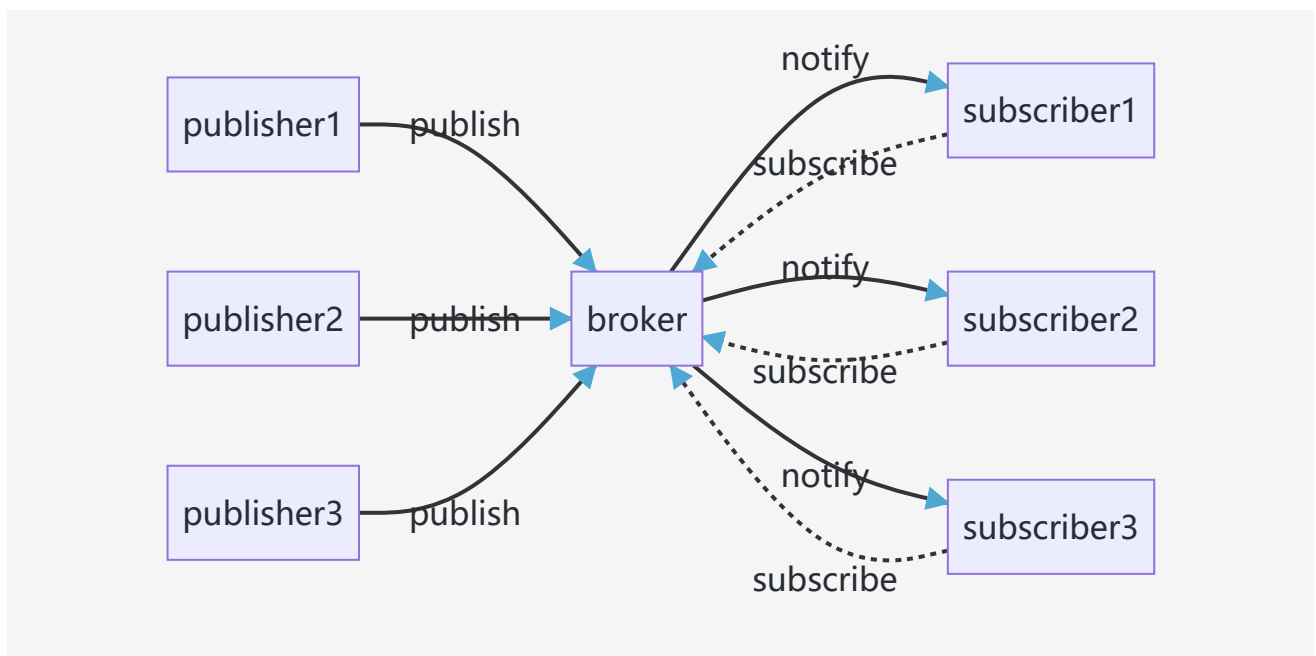 notify
publisher1
publish
subscriber1
subscribe
notify
publisher2
publish
broker
subscriber2
subscribe
notify
publisher3
publish
subscriber3
subscribe